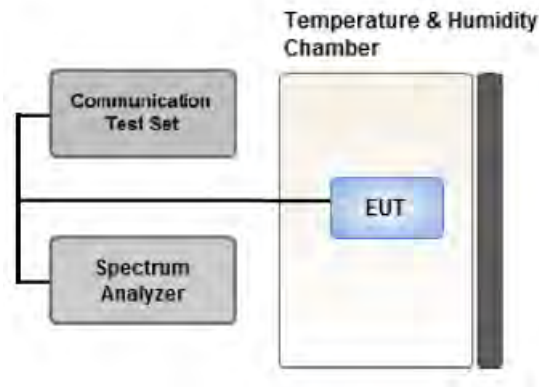 Temperature & Humidity
Chamber
Communication
Test Set
EUT
Spectrum
Analyzer